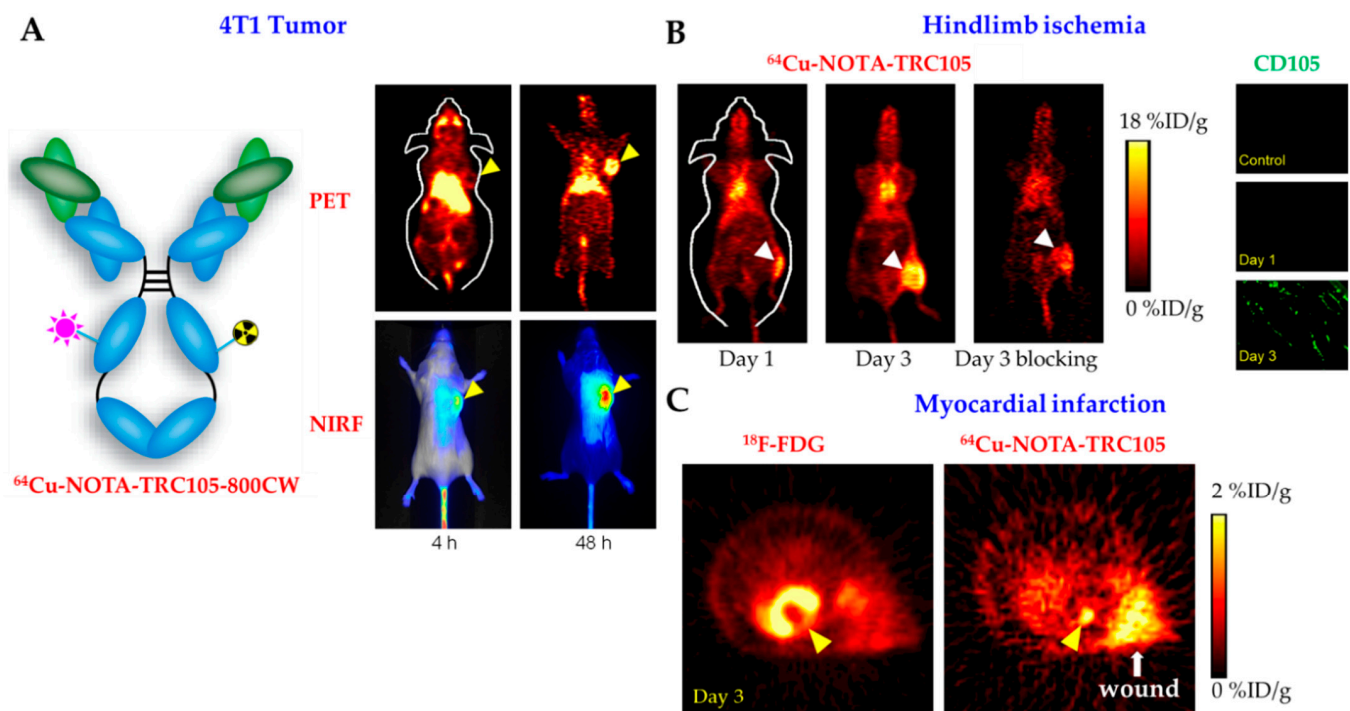 A
4T1 Tumor
PET
NIRF
⁶⁴Cu-NOTA-TRC105-800CW
4 h
48 h
B
Hindlimb ischemia
⁶⁴Cu-NOTA-TRC105
CD105
18 %ID/g
0 %ID/g
Day 1
Day 3
Day 3 blocking
Control
Day 1
Day 3
C
Myocardial infarction
¹⁸F-FDG
⁶⁴Cu-NOTA-TRC105
2 %ID/g
0 %ID/g
Day 3
wound